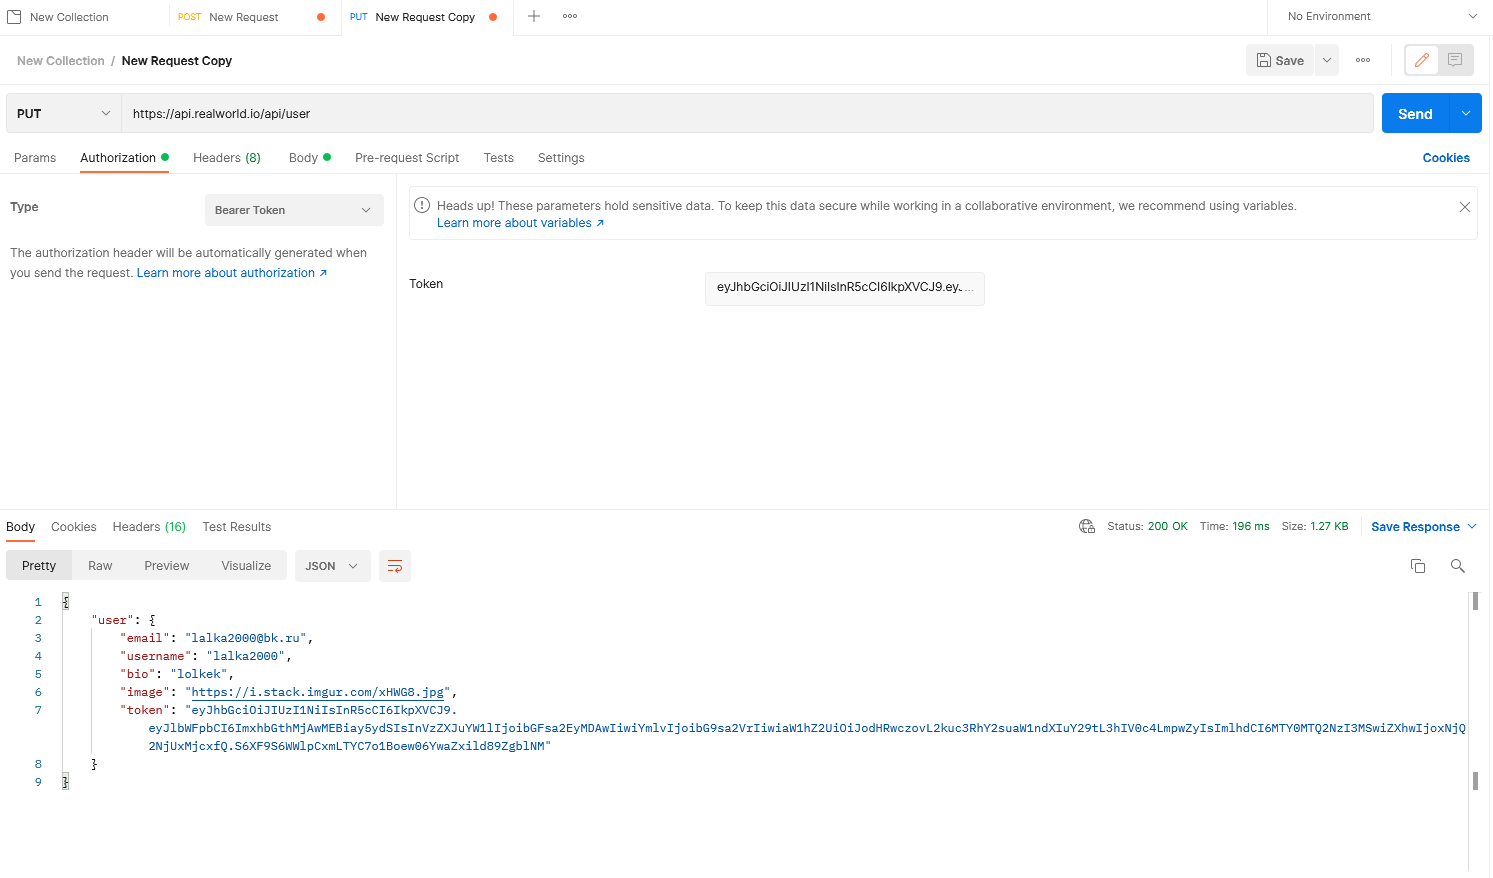 New Collection
POST New Request
PUT New Request Copy
No Environment
New Collection / New Request Copy
Save
PUT
https://api.realworld.io/api/user
Send
Params
Authorization
Headers (8)
Body
Pre-request Script
Tests
Settings
Cookies
Type
Bearer Token
The authorization header will be automatically generated when
you send the request. Learn more about authorization ↗
Heads up! These parameters hold sensitive data. To keep this data secure while working in a collaborative environment, we recommend using variables.
Learn more about variables ↗
Token
eyJhbGciOiJIUzI1NiIsInR5cCI6IkpXVCJ9.eyJ...
Body
Cookies
Headers (16)
Test Results
Status: 200 OK Time: 196 ms Size: 1.27 KB
Save Response
Pretty
Raw
Preview
Visualize
JSON
1 {
2 "user": {
3 "email": "lalka2000@bk.ru",
4 "username": "lalka2000",
5 "bio": "lolkek",
6 "image": "https://i.stack.imgur.com/xHWG8.jpg",
7 "token": "eyJhbGciOiJIUzI1NiIsInR5cCI6IkpXVCJ9.
eyJlbWFpbCI6ImxhbGthMjAwMEBiay5ydSIsInVzZXJuYW1lIjoibGFsa2EyMDAwIiwiYmlvIjoibG9sa2VrIiwiaW1hZ2UiOiJodHRwczovL2kuc3RhY2suaW1ndXIuY29tL3hIV0c4LmpwZyIsImlhdCI6MTY0MTQ2NzI3MSwiZXhwIjoxNjQ
2NjUxMjcxfQ.S6XF9S6WWlpCxmLTYC7o1Boew06YwaZxild89ZgblNM"
8 }
9 }